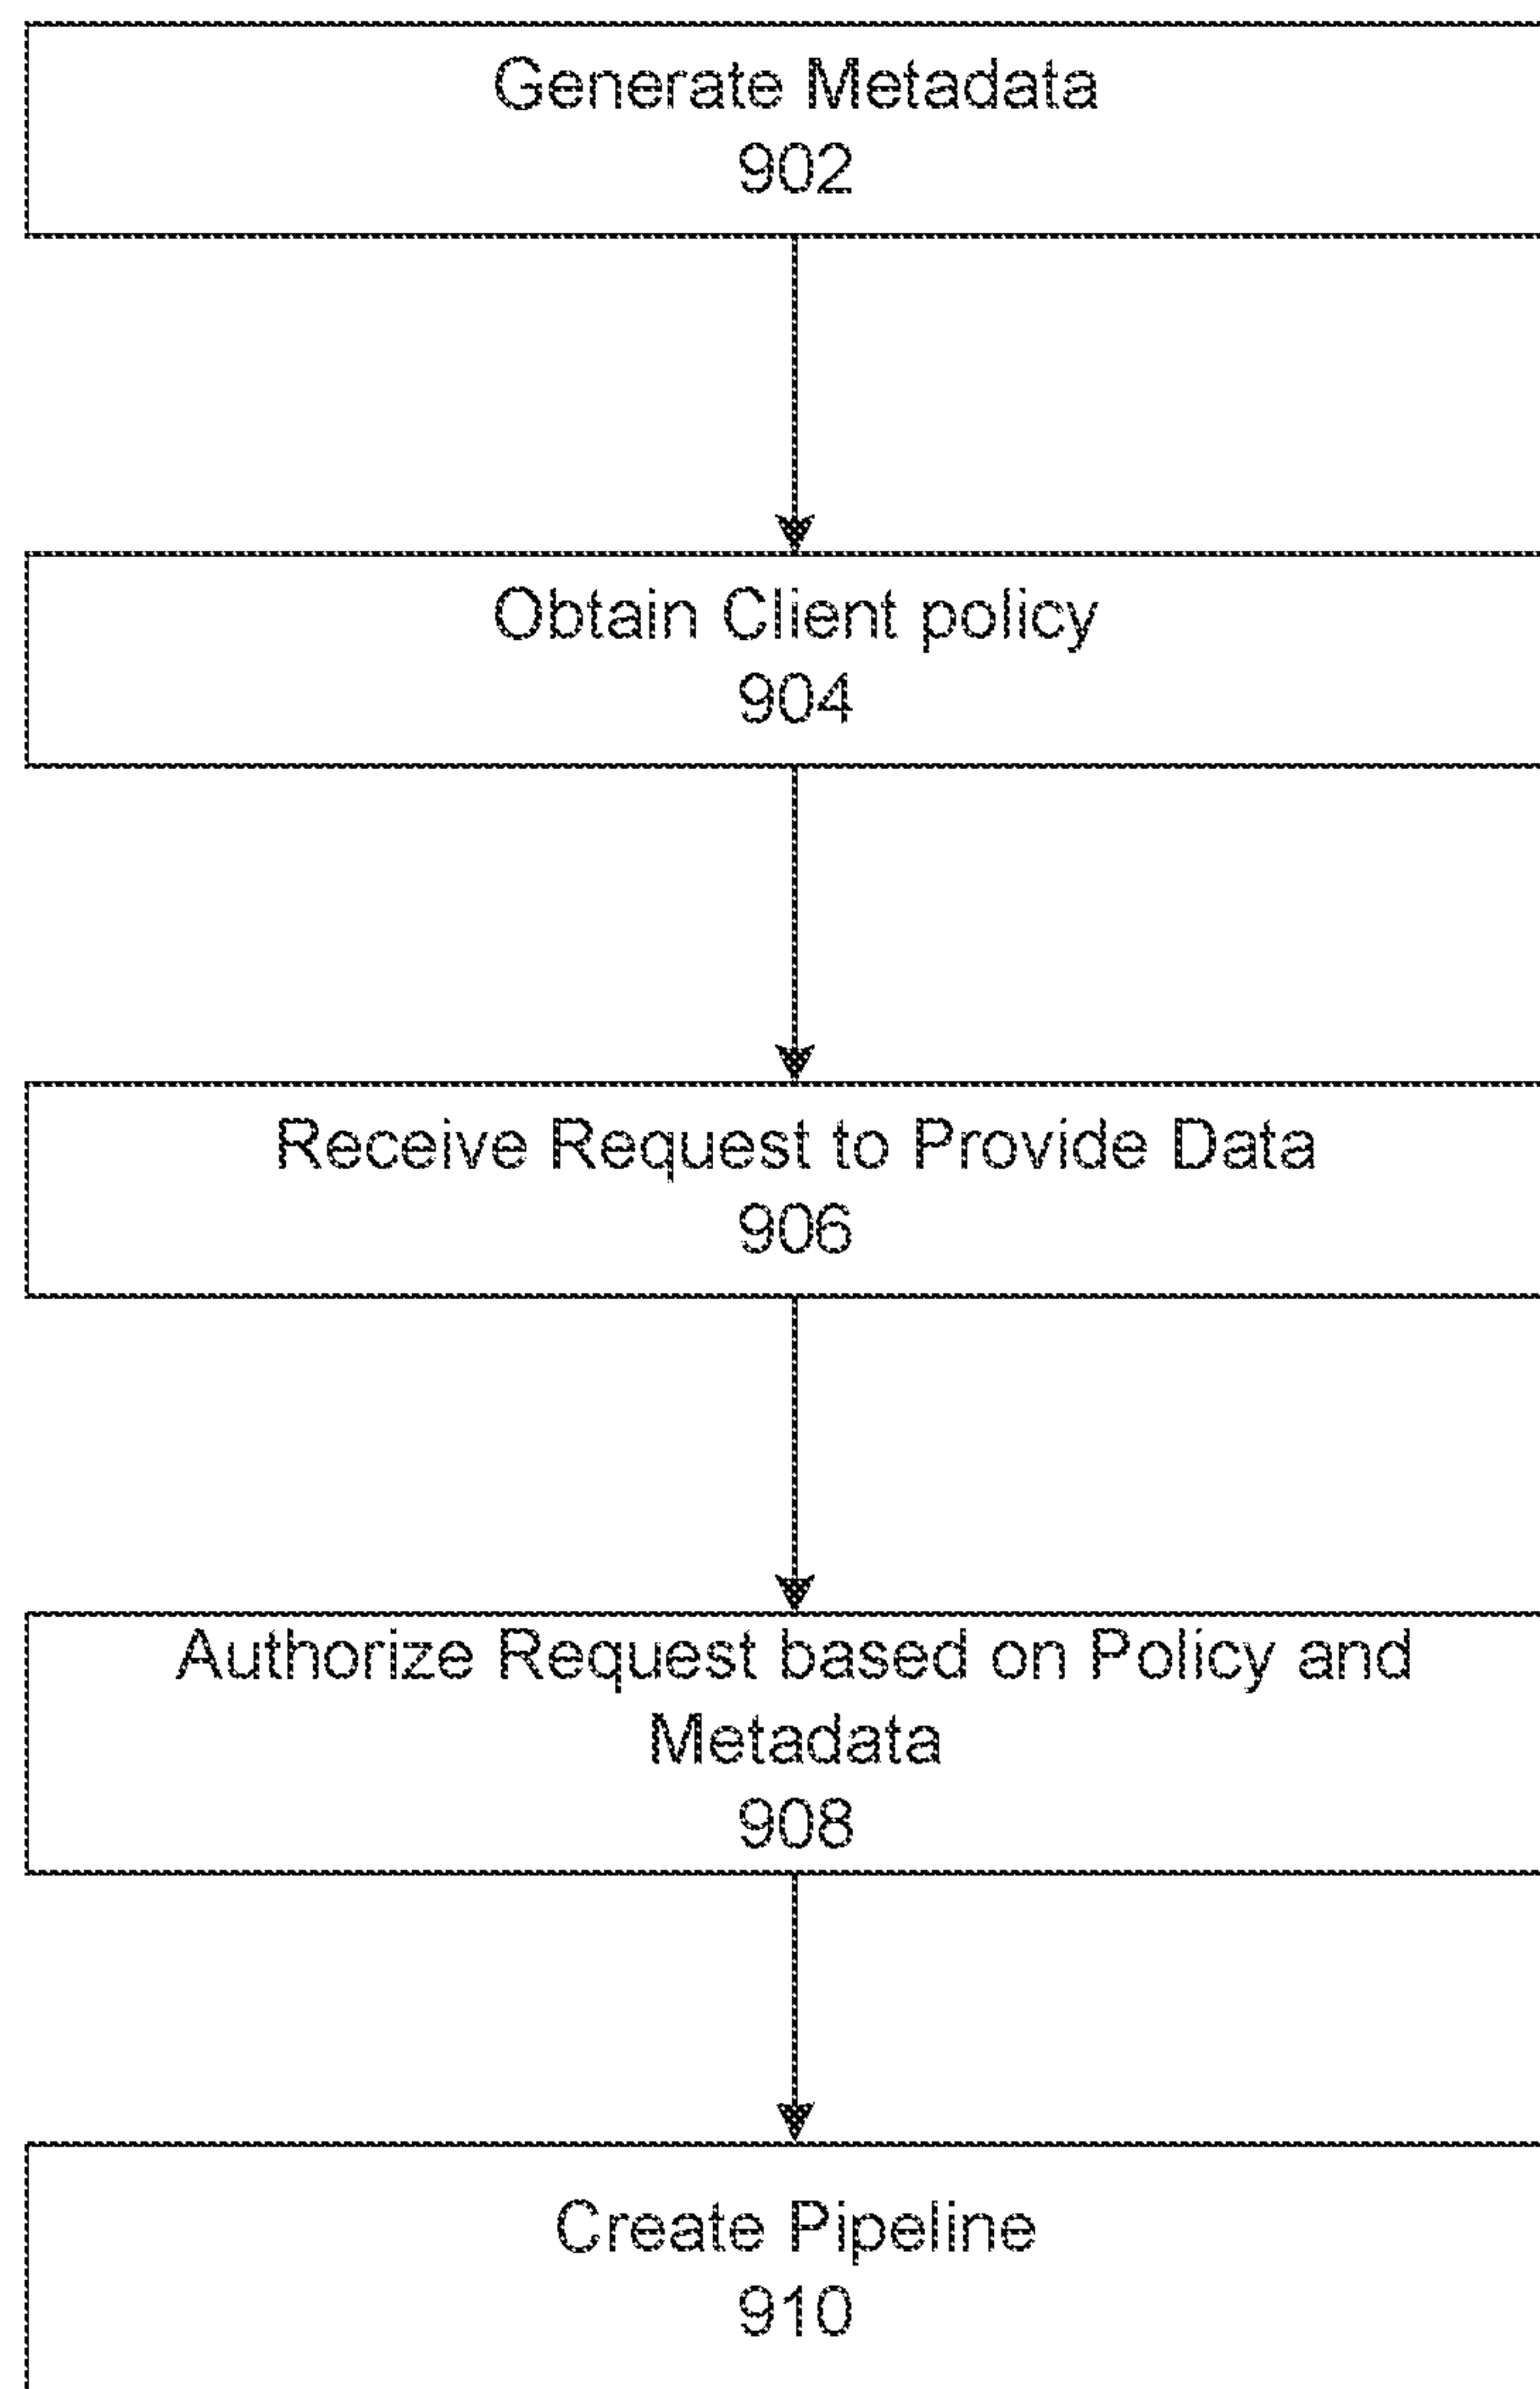 Generate Metadata
902
Obtain Client policy
904
Receive Request to Provide Data
906
Authorize Request based on Policy and
Metadata
908
Create Pipeline
910